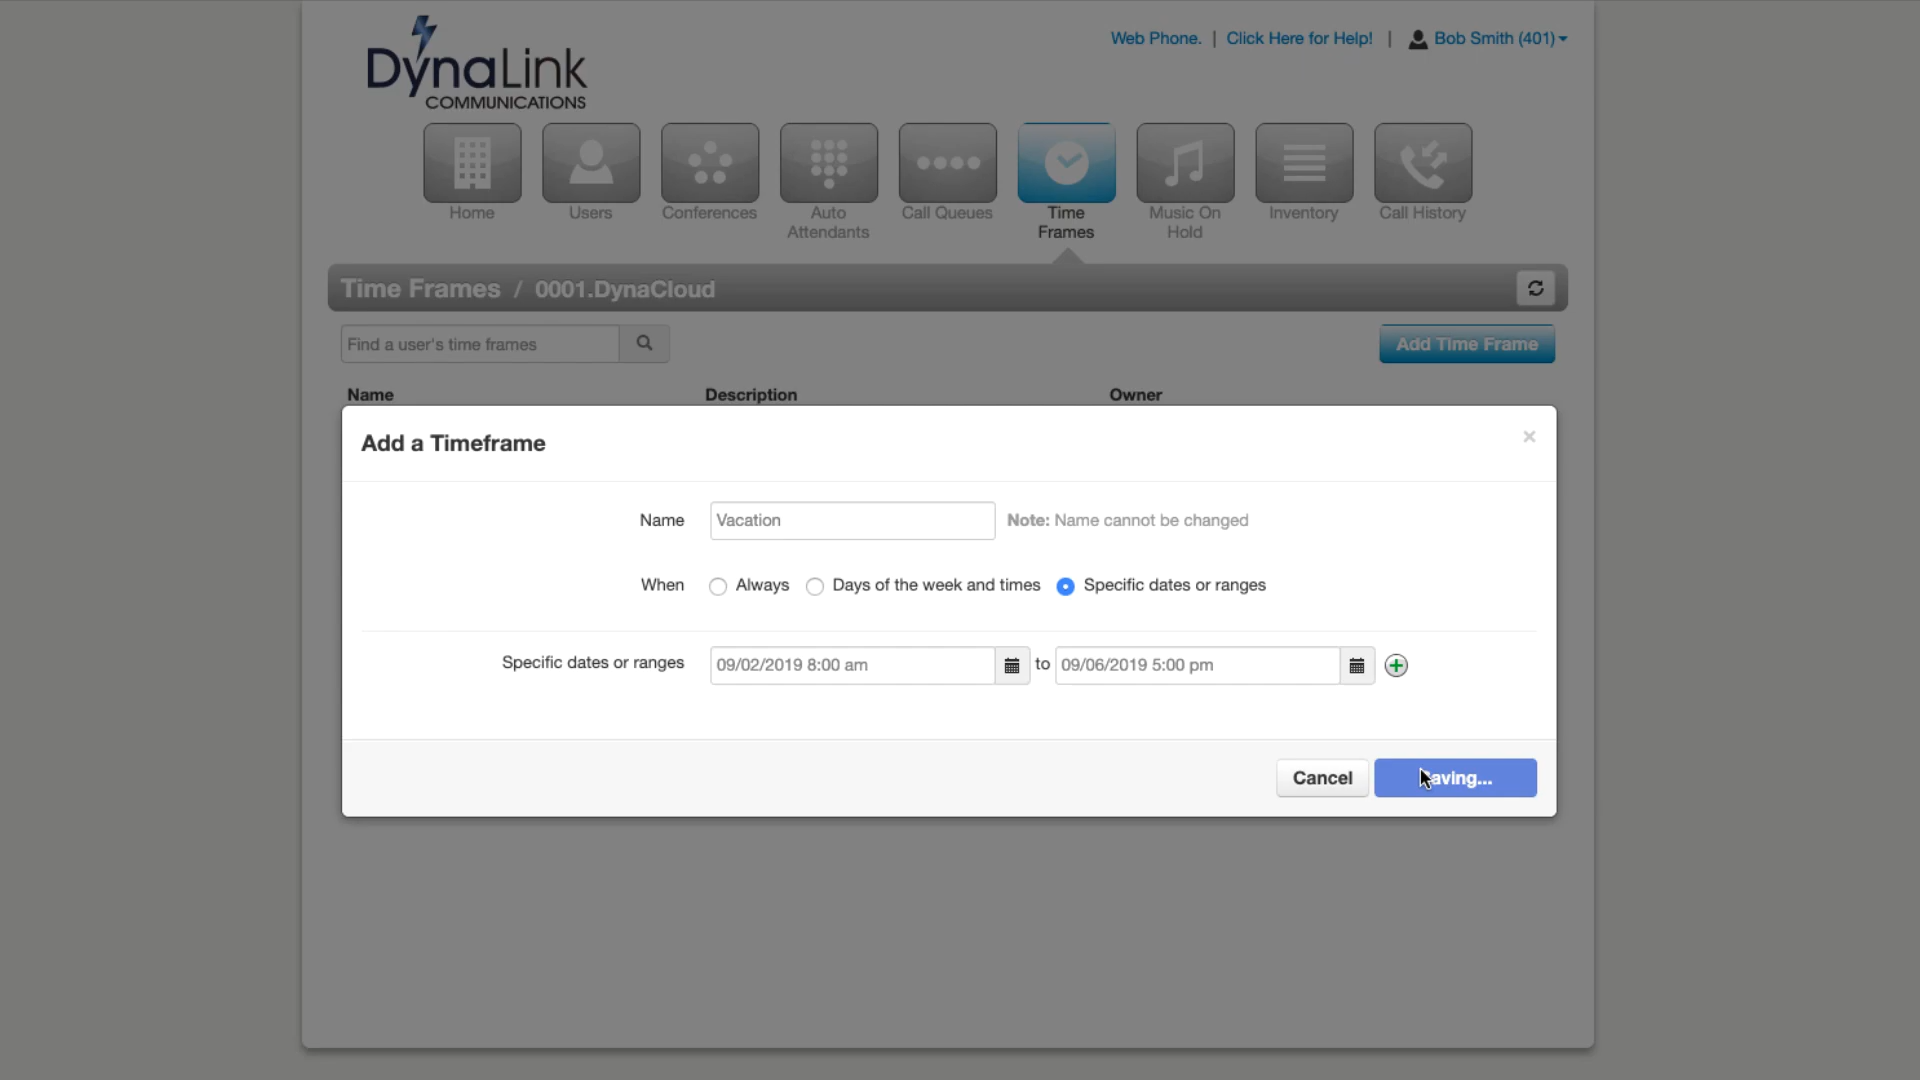 DynaLink
COMMUNICATIONS
Web Phone. | Click Here for Help! | Bob Smith (401)
Home
Users
Conferences
Auto
Attendants
Call Queues
Time
Frames
Music On
Hold
Inventory
Call History
Time Frames / 0001.DynaCloud
Find a user's time frames
Add Time Frame
Name Description Owner
Add a Timeframe
×
Name Vacation Note: Name cannot be changed
When Always Days of the week and times Specific dates or ranges
Specific dates or ranges 09/02/2019 8:00 am to 09/06/2019 5:00 pm
Cancel